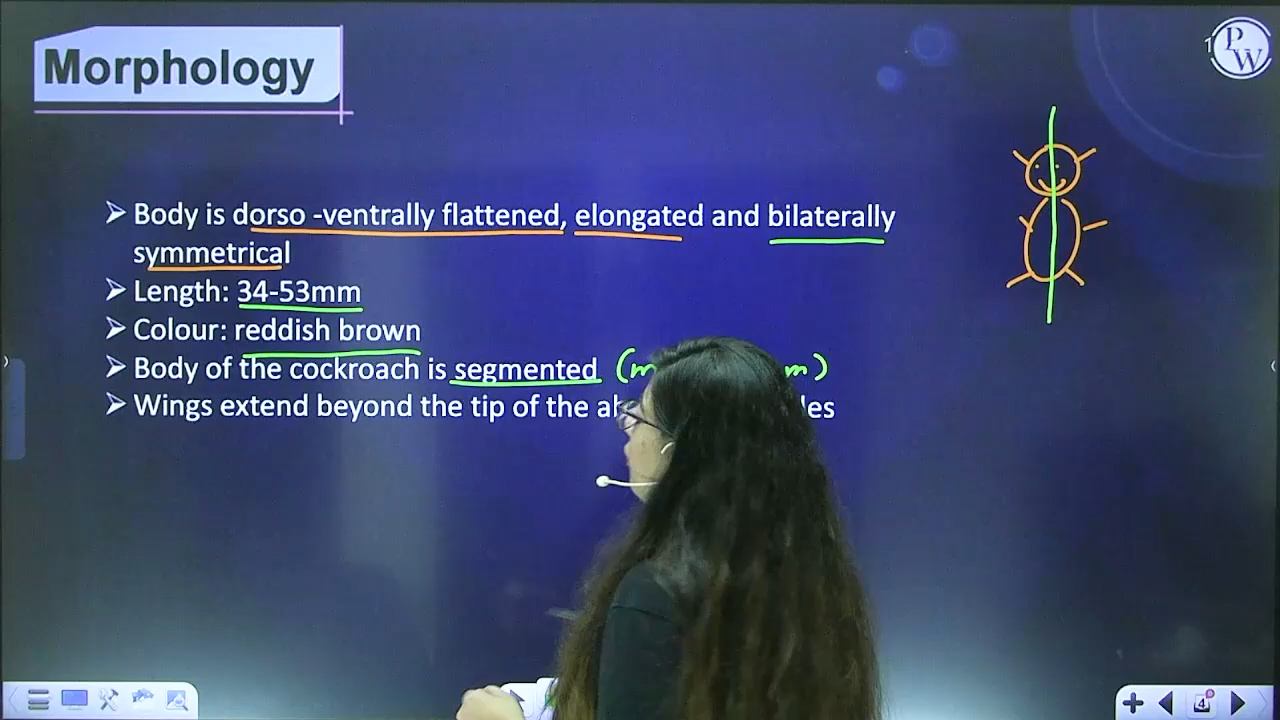 Morphology
PW
➢ Body is dorso -ventrally flattened, elongated and bilaterally
symmetrical
➢ Length: 34-53mm
➢ Colour: reddish brown
➢ Body of the cockroach is segmented
➢ Wings extend beyond the tip of the
4